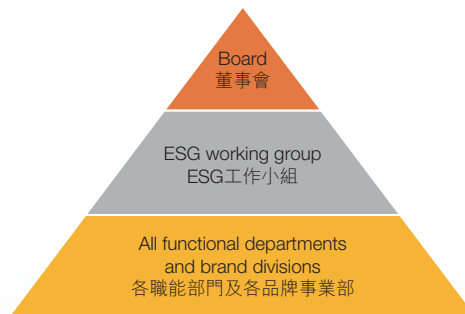 Board
董事會
ESG working group
ESG工作小組
All functional departments
and brand divisions
各職能部門及各品牌事業部